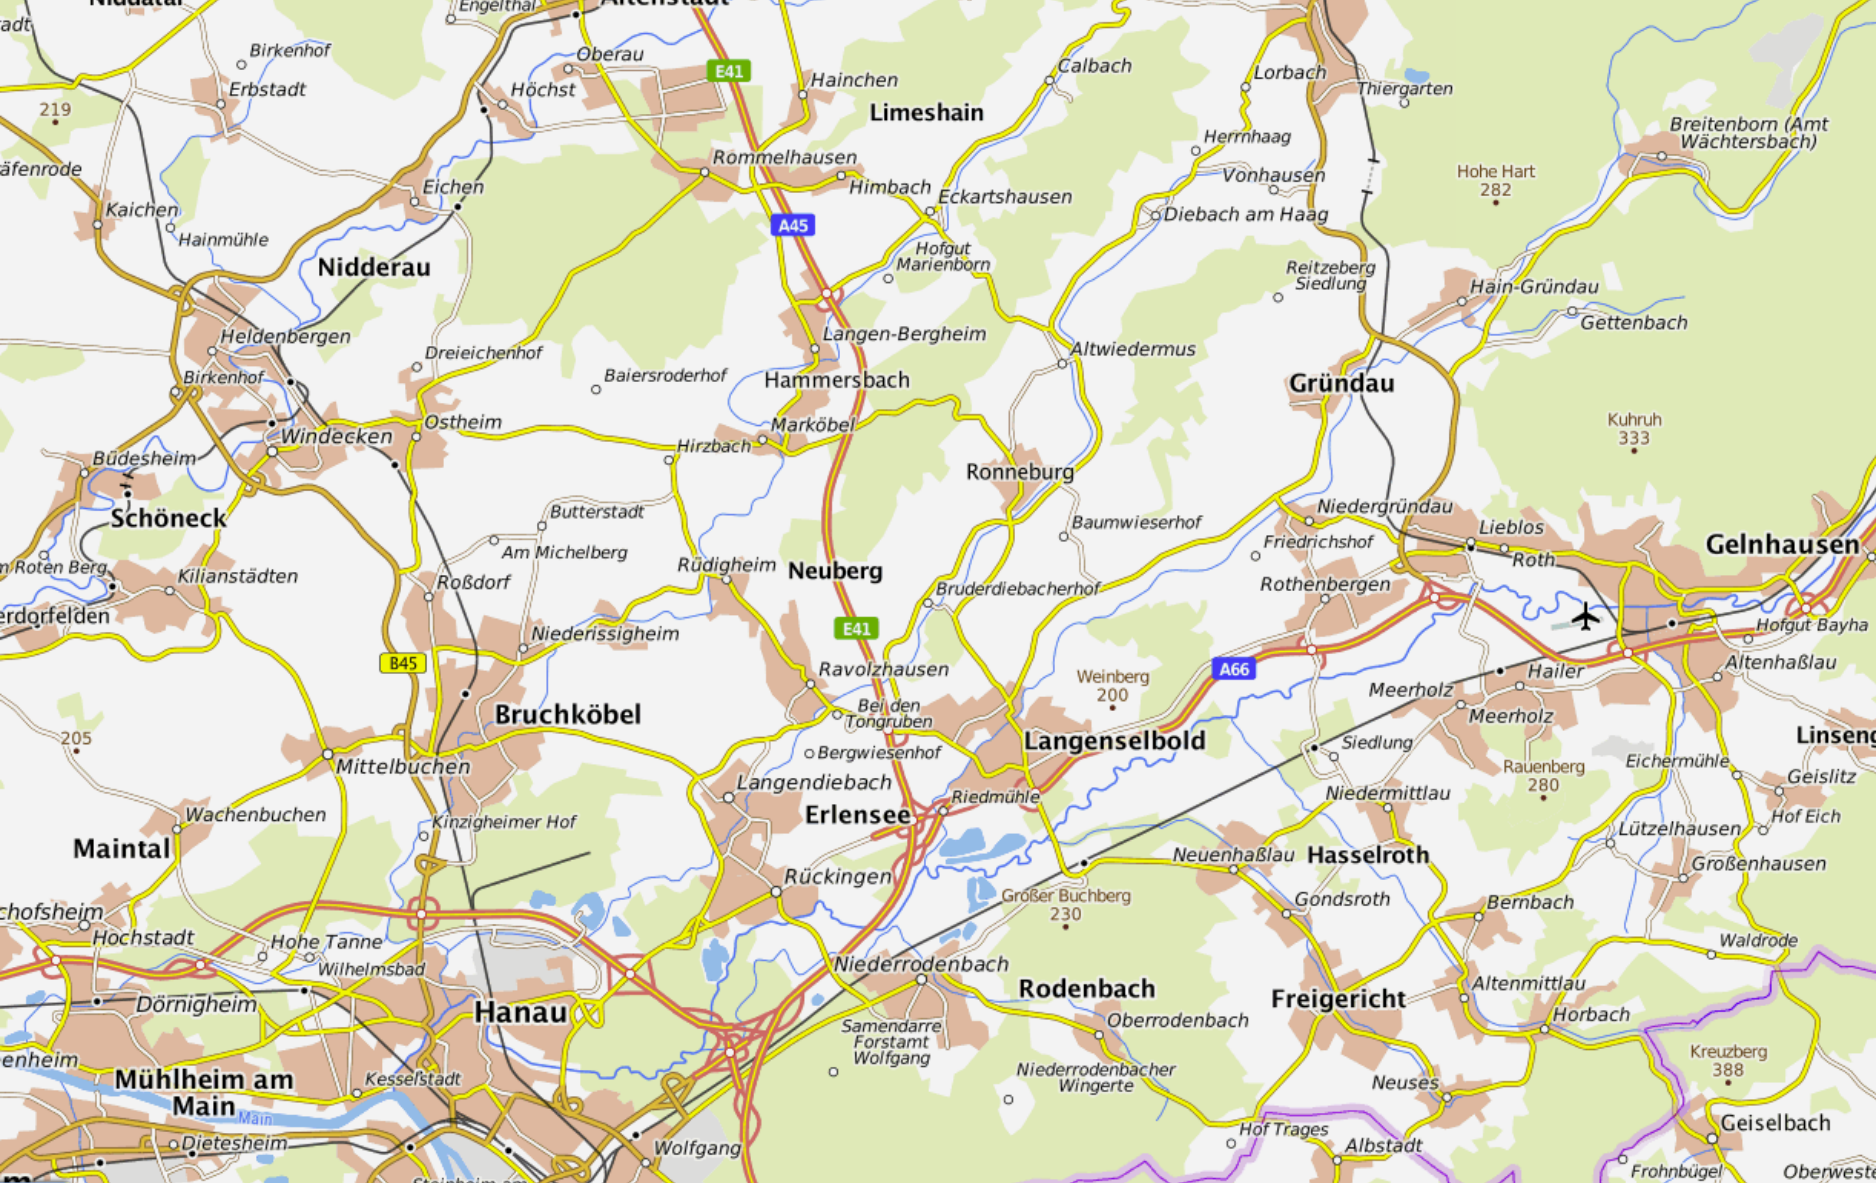 Niddatal
Engelthal
Altenstadt
Birkenhof
Oberau
E41
Hainchen
Calbach
Lorbach
Thiergarten
Erbstadt
Höchst
Limeshain
219
Herrnhaag
Breitenborn (Amt
Wächtersbach)
Rommelhausen
Hohe Hart
282
Vonhausen
äfenrode
Eichen
Himbach
Eckartshausen
Kaichen
Diebach am Haag
Hainmühle
A45
Hofgut
Marienborn
Nidderau
Reitzeberg
Siedlung
Hain-Gründau
Gettenbach
Heldenbergen
Langen-Bergheim
Dreieichenhof
Altwiedermus
Birkenhof
Baiersroderhof
Hammersbach
Gründau
Ostheim
Marköbel
Kuhruh
333
Windecken
Hirzbach
Büdesheim
Ronneburg
Schöneck
Butterstadt
Niedergründau
Baumwieserhof
Lieblos
Am Michelberg
Friedrichshof
Gelnhausen
Roth
m Roten Berg
Kilianstädten
Roßdorf
Rüdigheim
Neuberg
Bruderdiebacherhof
Rothenbergen
erdorfelden
E41
Hofgut Bayha
Niederissigheim
B45
Ravolzhausen
A66
Altenhaßlau
Weinberg
200
Hailer
Meerholz
Bruchköbel
Bei den
Tongruben
Meerholz
205
Langenselbold
Siedlung
Linseng
Bergwiesenhof
Mittelbuchen
Eichermühle
Rauenberg
280
Geislitz
Langendiebach
Riedmühle
Niedermittlau
Wachenbuchen
Erlensee
Kinzigheimer Hof
Hof Eich
Lützelhausen
Maintal
Neuenhaßlau
Hasselroth
Großenhausen
Rückingen
Großer Buchberg
230
Gondsroth
Bernbach
chofsheim
Hochstadt
Hohe Tanne
Waldrode
Wilhelmsbad
Niederrodenbach
Dörnigheim
Rodenbach
Altenmittlau
Hanau
Freigericht
Horbach
Samendarre
Forstamt
Wolfgang
Oberrodenbach
enheim
Kreuzberg
388
Mühlheim am
Main
Kesselstadt
Niederrodenbacher
Wingerte
Neuses
Main
Geiselbach
Hof Trages
Dietesheim
Wolfgang
Albstadt
Frohnbügel
Oberweste